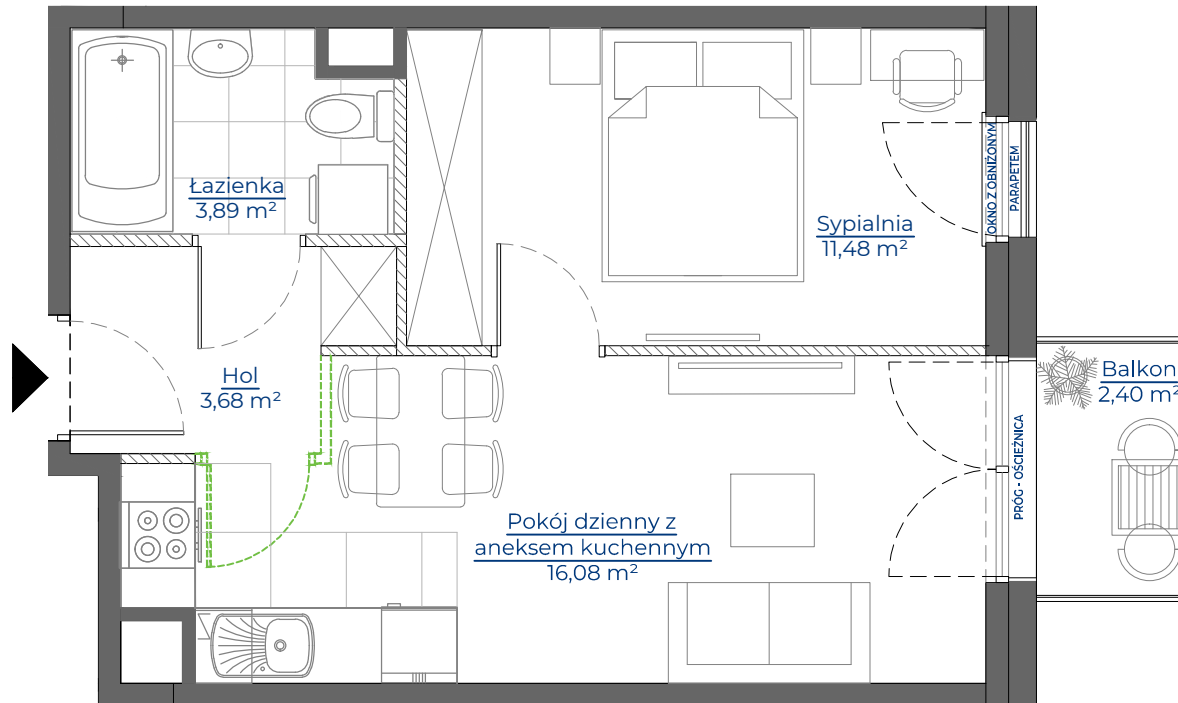 Łazienka
3,89 m²
Sypialnia
11,48 m²
OKNO Z OBNIŻONYM
PARAPETEM
Hol
3,68 m²
Balkon
2,40 m²
PRÓG - OŚCIEŻNICA
Pokój dzienny z
aneksem kuchennym
16,08 m²